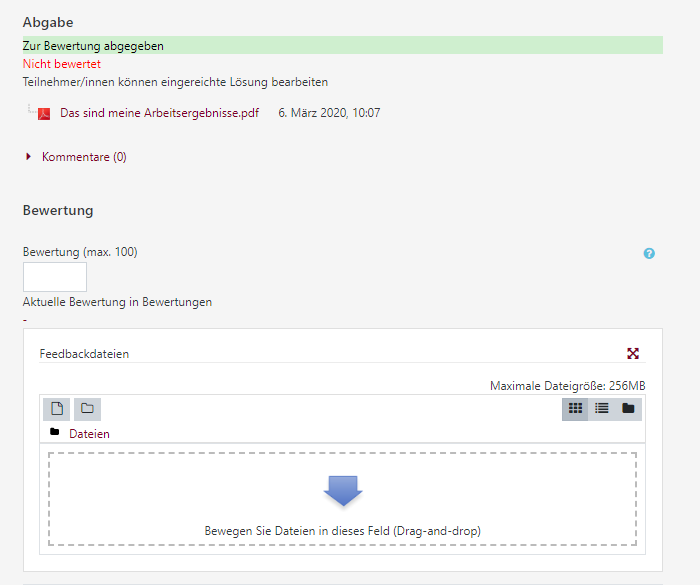 Abgabe
Zur Bewertung abgegeben
Nicht bewertet
Teilnehmer/innen können eingereichte Lösung bearbeiten
Das sind meine Arbeitsergebnisse.pdf 6. März 2020, 10:07
Kommentare (0)
Bewertung
Bewertung (max. 100)
Aktuelle Bewertung in Bewertungen
-
Feedbackdateien
Maximale Dateigröße: 256MB
Dateien
Bewegen Sie Dateien in dieses Feld (Drag-and-drop)